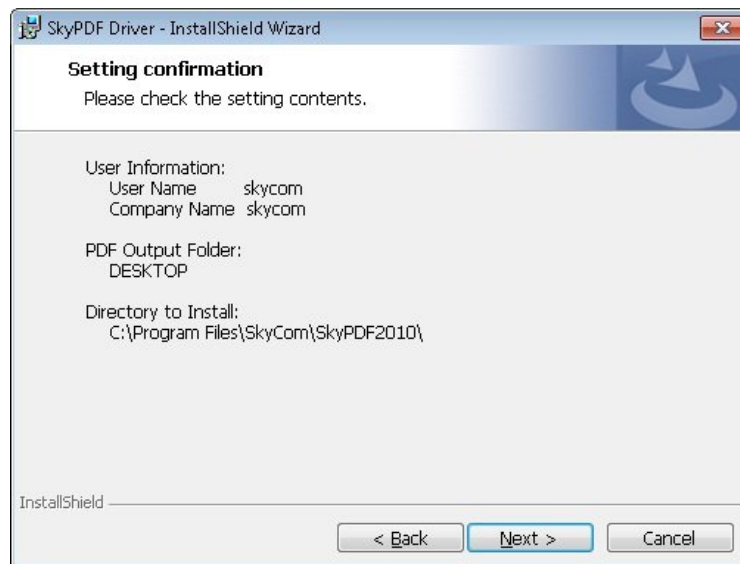 SkyPDF Driver - InstallShield Wizard
Setting confirmation
Please check the setting contents.
User Information:
User Name skycom
Company Name skycom
PDF Output Folder:
DESKTOP
Directory to Install:
C:\Program Files\SkyCom\SkyPDF2010\
InstallShield
< Back Next > Cancel